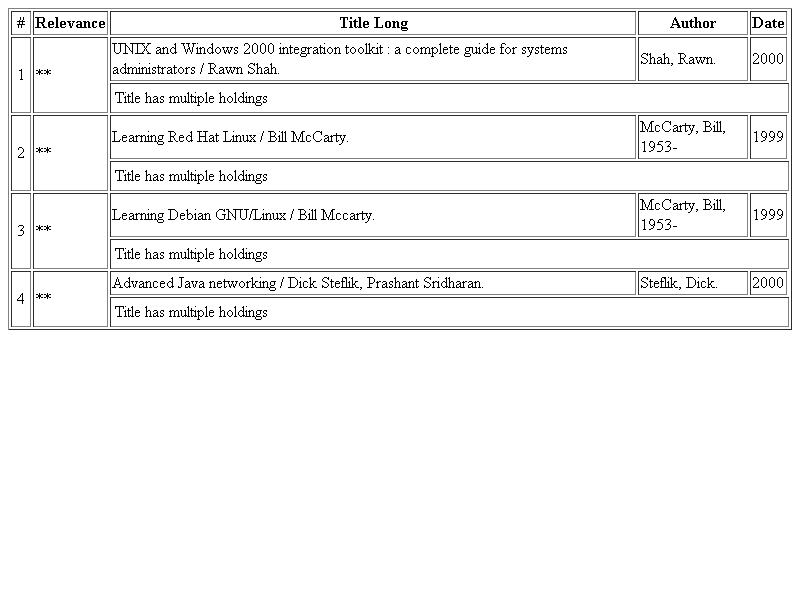 # Relevance Title Long Author Date
1 ** UNIX and Windows 2000 integration toolkit : a complete guide for systems
administrators / Rawn Shah. Shah, Rawn. 2000
Title has multiple holdings
2 ** Learning Red Hat Linux / Bill McCarty. McCarty, Bill,
1953- 1999
Title has multiple holdings
3 ** Learning Debian GNU/Linux / Bill Mccarty. McCarty, Bill,
1953- 1999
Title has multiple holdings
4 ** Advanced Java networking / Dick Steflik, Prashant Sridharan. Steflik, Dick. 2000
Title has multiple holdings